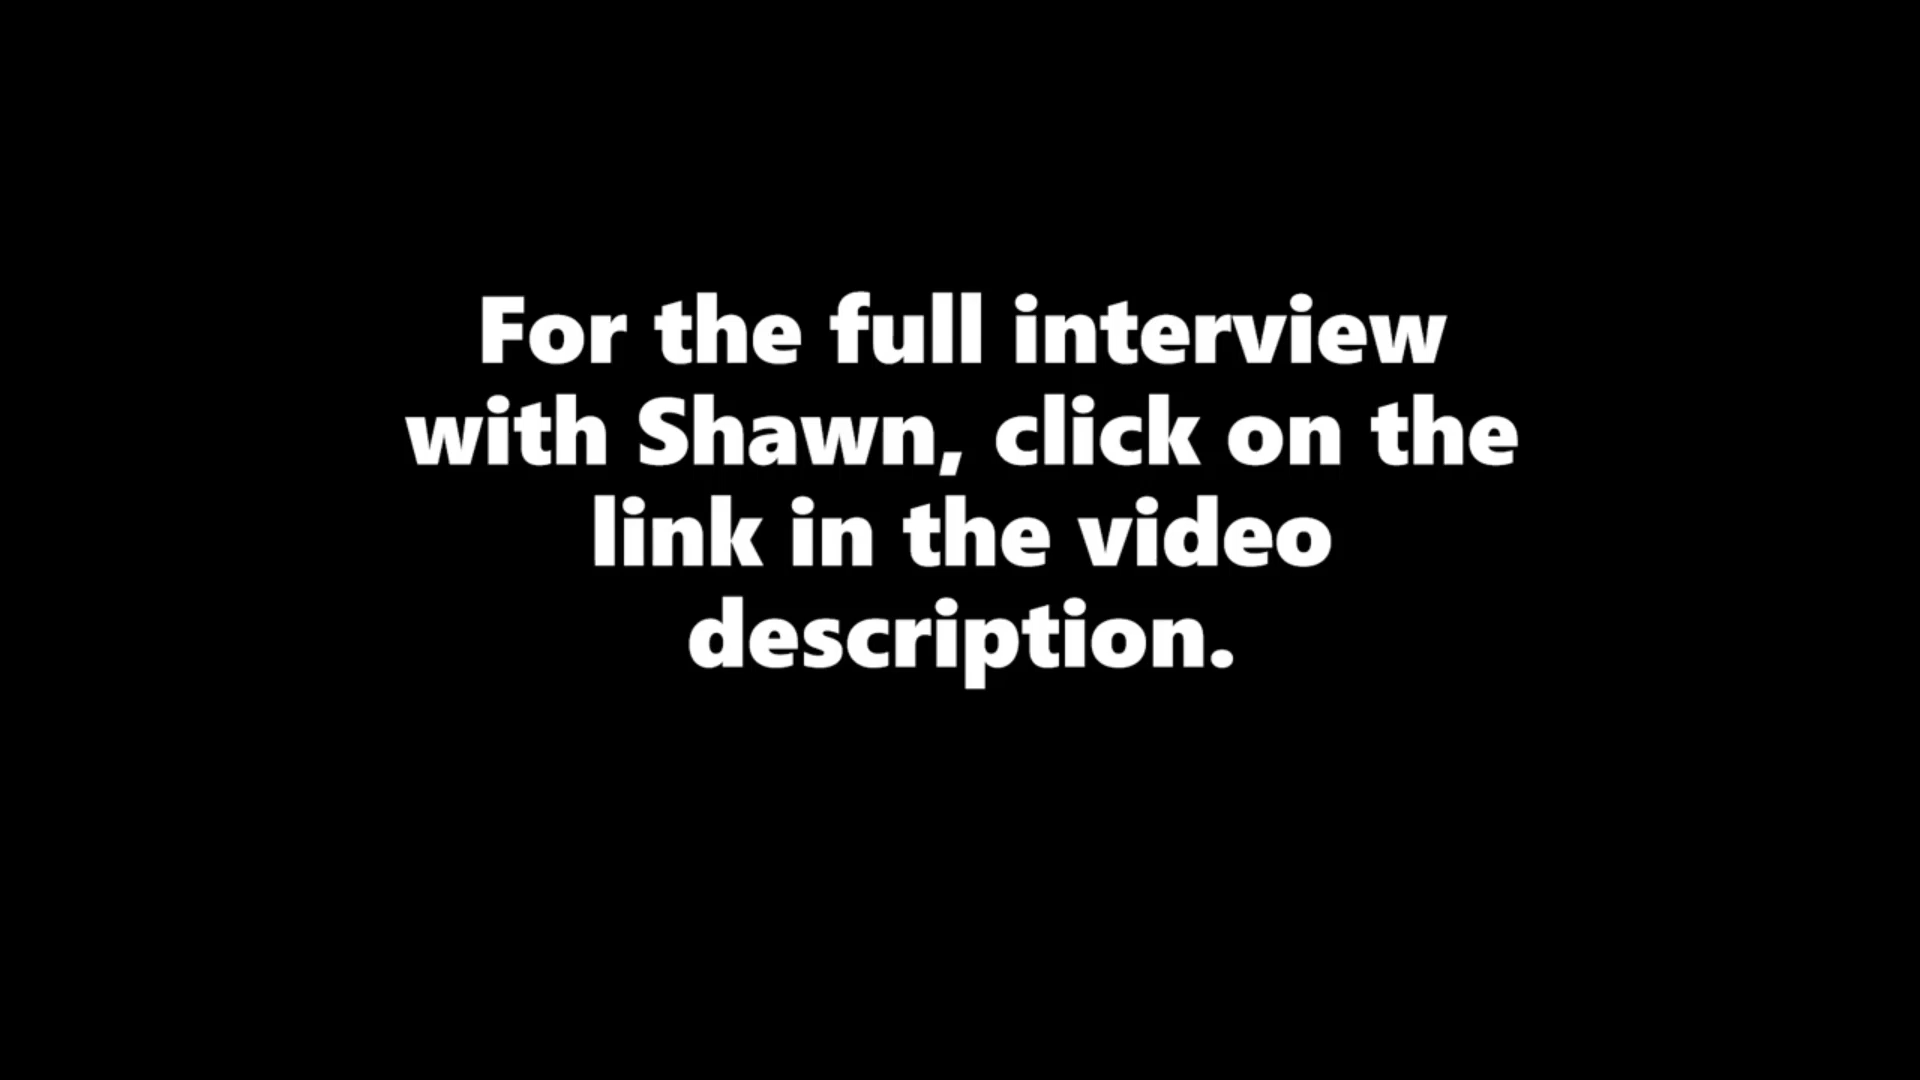 For the full interview
with Shawn, click on the
link in the video
description.